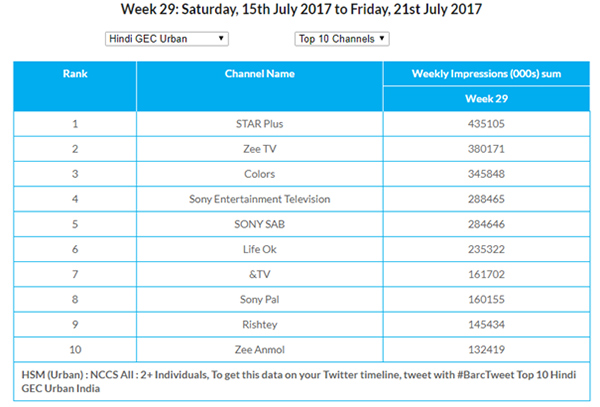 Week 29: Saturday, 15th July 2017 to Friday, 21st July 2017
Hindi GEC Urban Top 10 Channels
Rank Channel Name Weekly Impressions (000s) sum
Week 29
1 STAR Plus 435105
2 Zee TV 380171
3 Colors 345848
4 Sony Entertainment Television 288465
5 SONY SAB 284646
6 Life Ok 235322
7 &TV 161702
8 Sony Pal 160155
9 Rishtey 145434
10 Zee Anmol 132419
HSM (Urban) : NCCS All : 2+ Individuals, To get this data on your Twitter timeline, tweet with #BarcTweet Top 10 Hindi
GEC Urban India